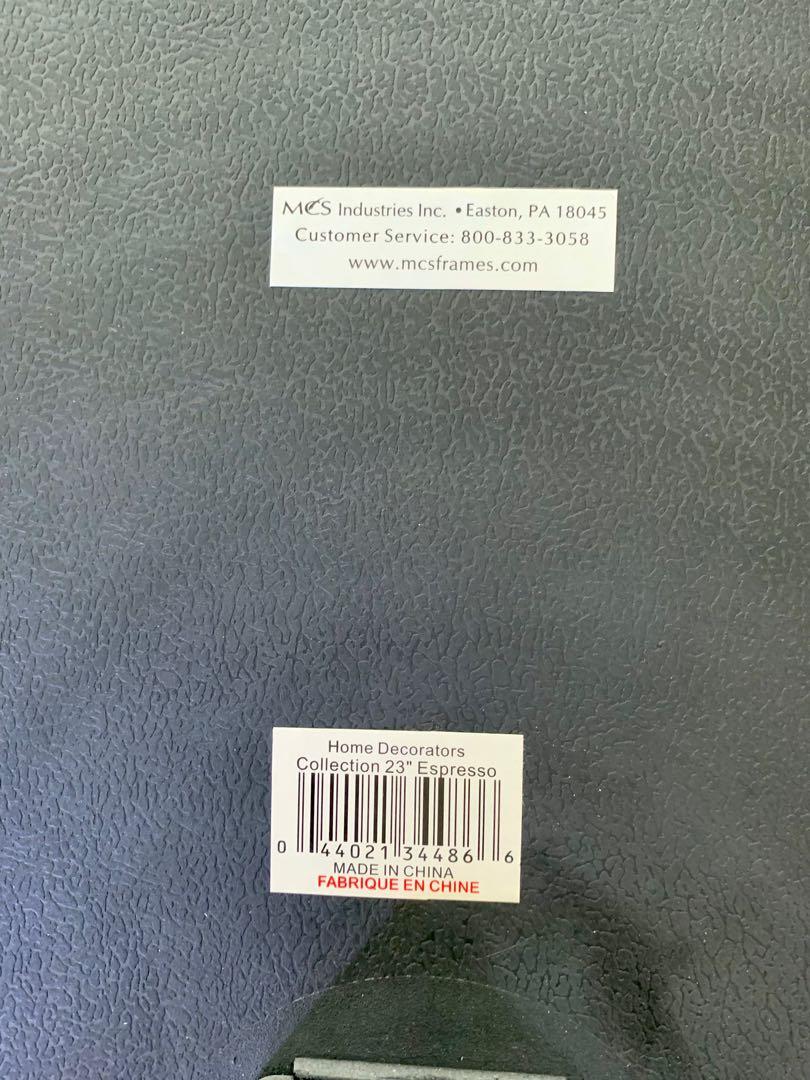 MCS Industries Inc. • Easton, PA 18045
Customer Service: 800-833-3058
www.mcsframes.com
Home Decorators
Collection 23" Espresso
0 44021 34486 6
MADE IN CHINA
FABRIQUE EN CHINE